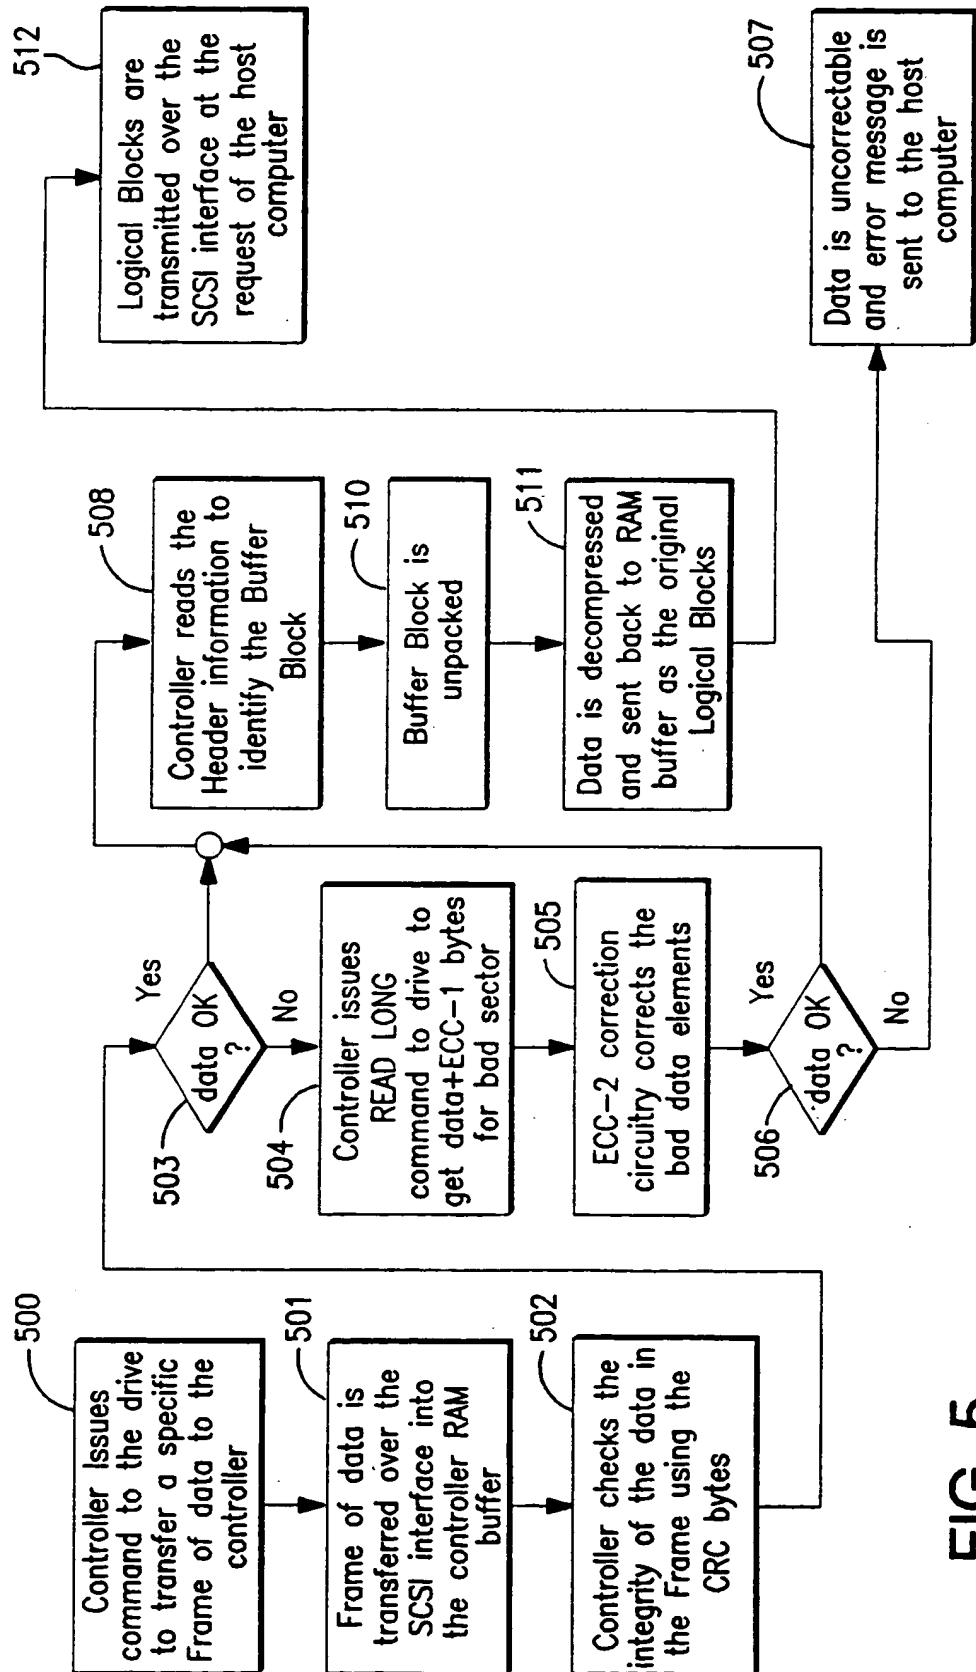 500
Controller Issues
command to the drive
to transfer a specific
Frame of data to the
controller
501
Frame of data is
transferred over the
SCSI interface into
the controller RAM
buffer
502
Controller checks the
integrity of the data in
the Frame using the
CRC bytes
503
data OK
?
Yes
No
504
Controller issues
READ LONG
command to drive to
get data+ECC-1 bytes
for bad sector
505
ECC-2 correction
circuitry corrects the
bad data elements
506
data OK
?
Yes
No
508
Controller reads the
Header information to
identify the Buffer
Block
510
Buffer Block is
unpacked
511
Data is decompressed
and sent back to RAM
buffer as the original
Logical Blocks
512
Logical Blocks are
transmitted over the
SCSI interface at the
request of the host
computer
507
Data is uncorrectable
and error message is
sent to the host
computer
FIG. 5